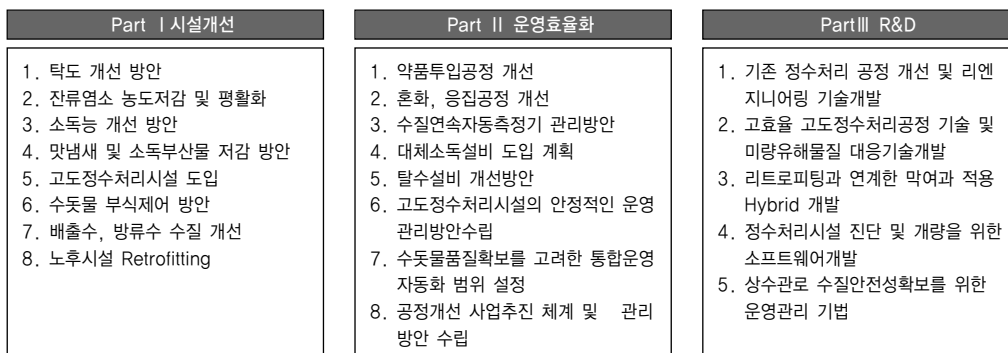 Part Ⅰ 시설개선
1. 탁도 개선 방안
2. 잔류염소 농도저감 및 평활화
3. 소독능 개선 방안
4. 맛냄새 및 소독부산물 저감 방안
5. 고도정수처리시설 도입
6. 수돗물 부식제어 방안
7. 배출수, 방류수 수질 개선
8. 노후시설 Retrofitting
Part Ⅱ 운영효율화
1. 약품투입공정 개선
2. 혼화, 응집공정 개선
3. 수질연속자동측정기 관리방안
4. 대체소독설비 도입 계획
5. 탈수설비 개선방안
6. 고도정수처리시설의 안정적인 운영
관리방안수립
7. 수돗물품질확보를 고려한 통합운영
자동화 범위 설정
8. 공정개선 사업추진 체계 및 관리
방안 수립
PartⅢ R&D
1. 기존 정수처리 공정 개선 및 리엔
지니어링 기술개발
2. 고효율 고도정수처리공정 기술 및
미량유해물질 대응기술개발
3. 리트로피팅과 연계한 막여과 적용
Hybrid 개발
4. 정수처리시설 진단 및 개량을 위한
소프트웨어개발
5. 상수관로 수질안전성확보를 위한
운영관리 기법